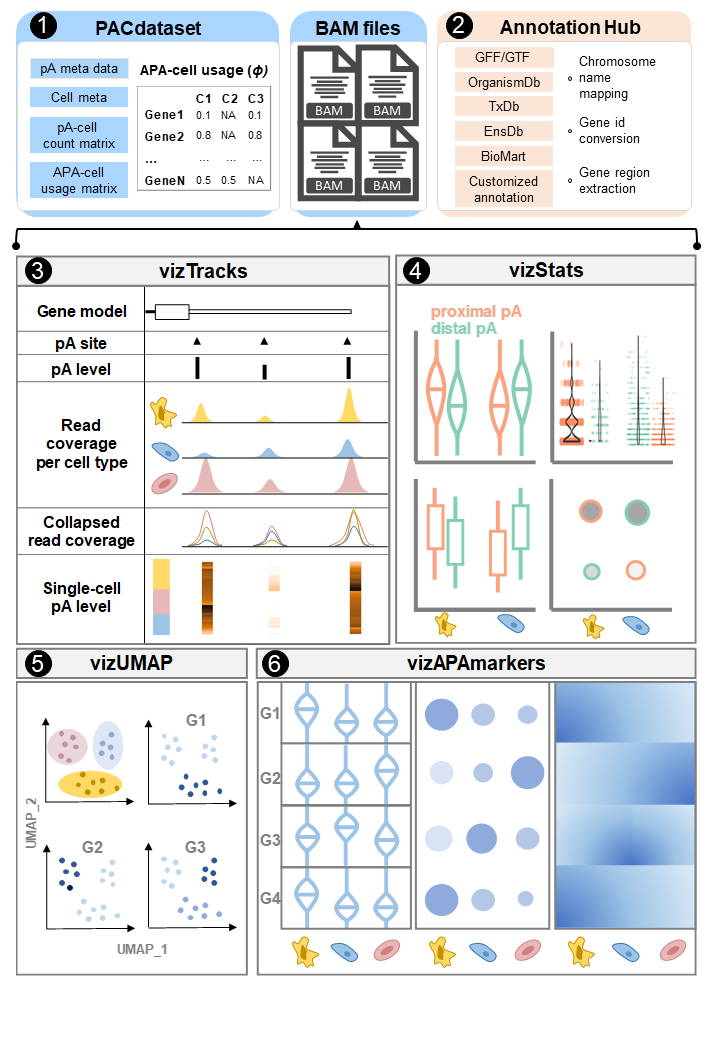 1 PACdataset
pA meta data
Cell meta
pA-cell
count matrix
APA-cell
usage matrix
APA-cell usage (ϕ)
C1 C2 C3
Gene1 0.1 NA 0.1
Gene2 0.8 NA 0.8
... ... ... ...
GeneN 0.5 0.5 NA
BAM files
BAM BAM
BAM BAM
2 Annotation Hub
GFF/GTF
OrganismDb
TxDb
EnsDb
BioMart
Customized
annotation
Chromosome
name
mapping
Gene id
conversion
Gene region
extraction
3 vizTracks
Gene model
pA site
pA level
Read
coverage
per cell type
Collapsed
read coverage
Single-cell
pA level
4 vizStats
proximal pA
distal pA
5 vizUMAP
G1
G2 G3
UMAP_2
UMAP_1
6 vizAPAmarkers
G1
G2
G3
G4